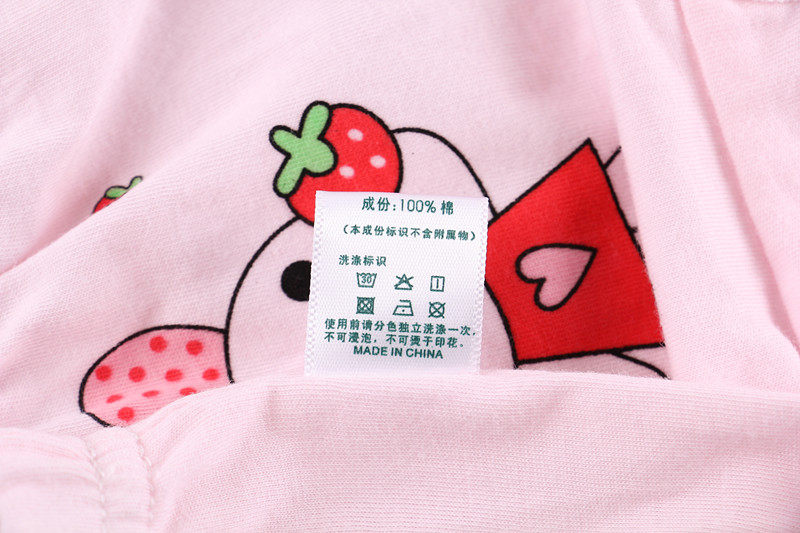 成份:100%棉
(本成份标识不含附属物)
洗涤标识
30
使用前请分色独立洗涤一次,
不可浸泡,不可烫于印花。
MADE IN CHINA